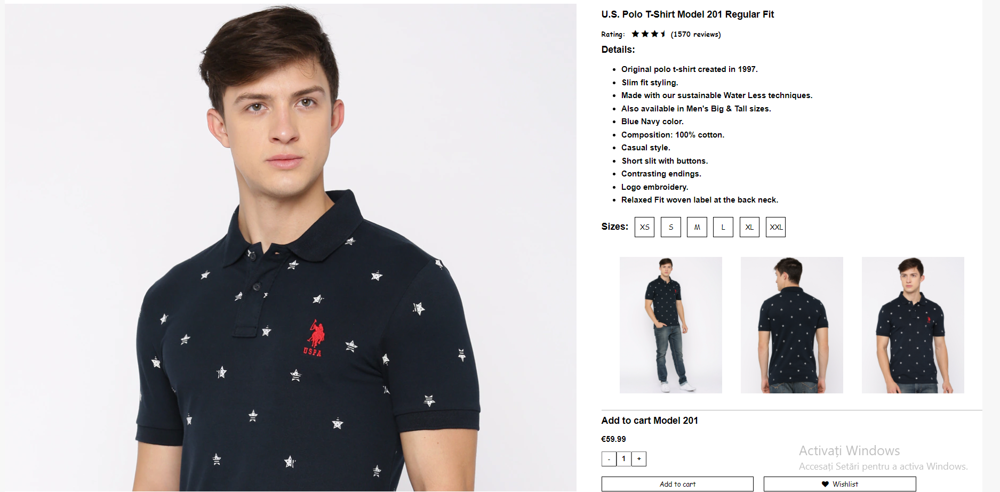 U.S. Polo T-Shirt Model 201 Regular Fit
Rating: (1570 reviews)
Details:
Original polo t-shirt created in 1997.
Slim fit styling.
Made with our sustainable Water Less techniques.
Also available in Men's Big & Tall sizes.
Blue Navy color.
Composition: 100% cotton.
Casual style.
Short slit with buttons.
Contrasting endings.
Logo embroidery.
Relaxed Fit woven label at the back neck.
Sizes: XS S M L XL XXL
USPA
Add to cart Model 201
€59.99
- 1 +
Activați Windows
Accesați Setări pentru a activa Windows.
Add to cart Wishlist